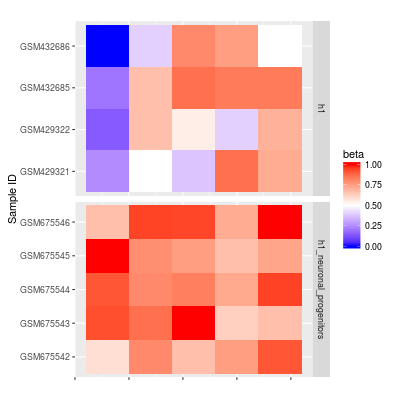 Sample ID
GSM432686
GSM432685
GSM429322
GSM429321
h1
GSM675546
GSM675545
GSM675544
GSM675543
GSM675542
h1_neuronal_progenitors
beta
1.00
0.75
0.50
0.25
0.00